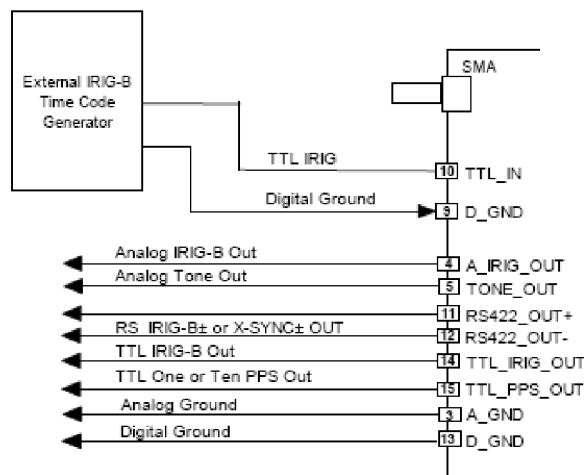 External IRIG-B
Time Code
Generator
SMA
TTL IRIG
10 TTL_IN
Digital Ground
9 D_GND
Analog IRIG-B Out
4 A_IRIG_OUT
Analog Tone Out
5 TONE_OUT
11 RS422_OUT+
RS IRIG-B± or X-SYNC± OUT
12 RS422_OUT-
TTL IRIG-B Out
14 TTL_IRIG_OUT
TTL One or Ten PPS Out
15 TTL_PPS_OUT
Analog Ground
3 A_GND
Digital Ground
13 D_GND